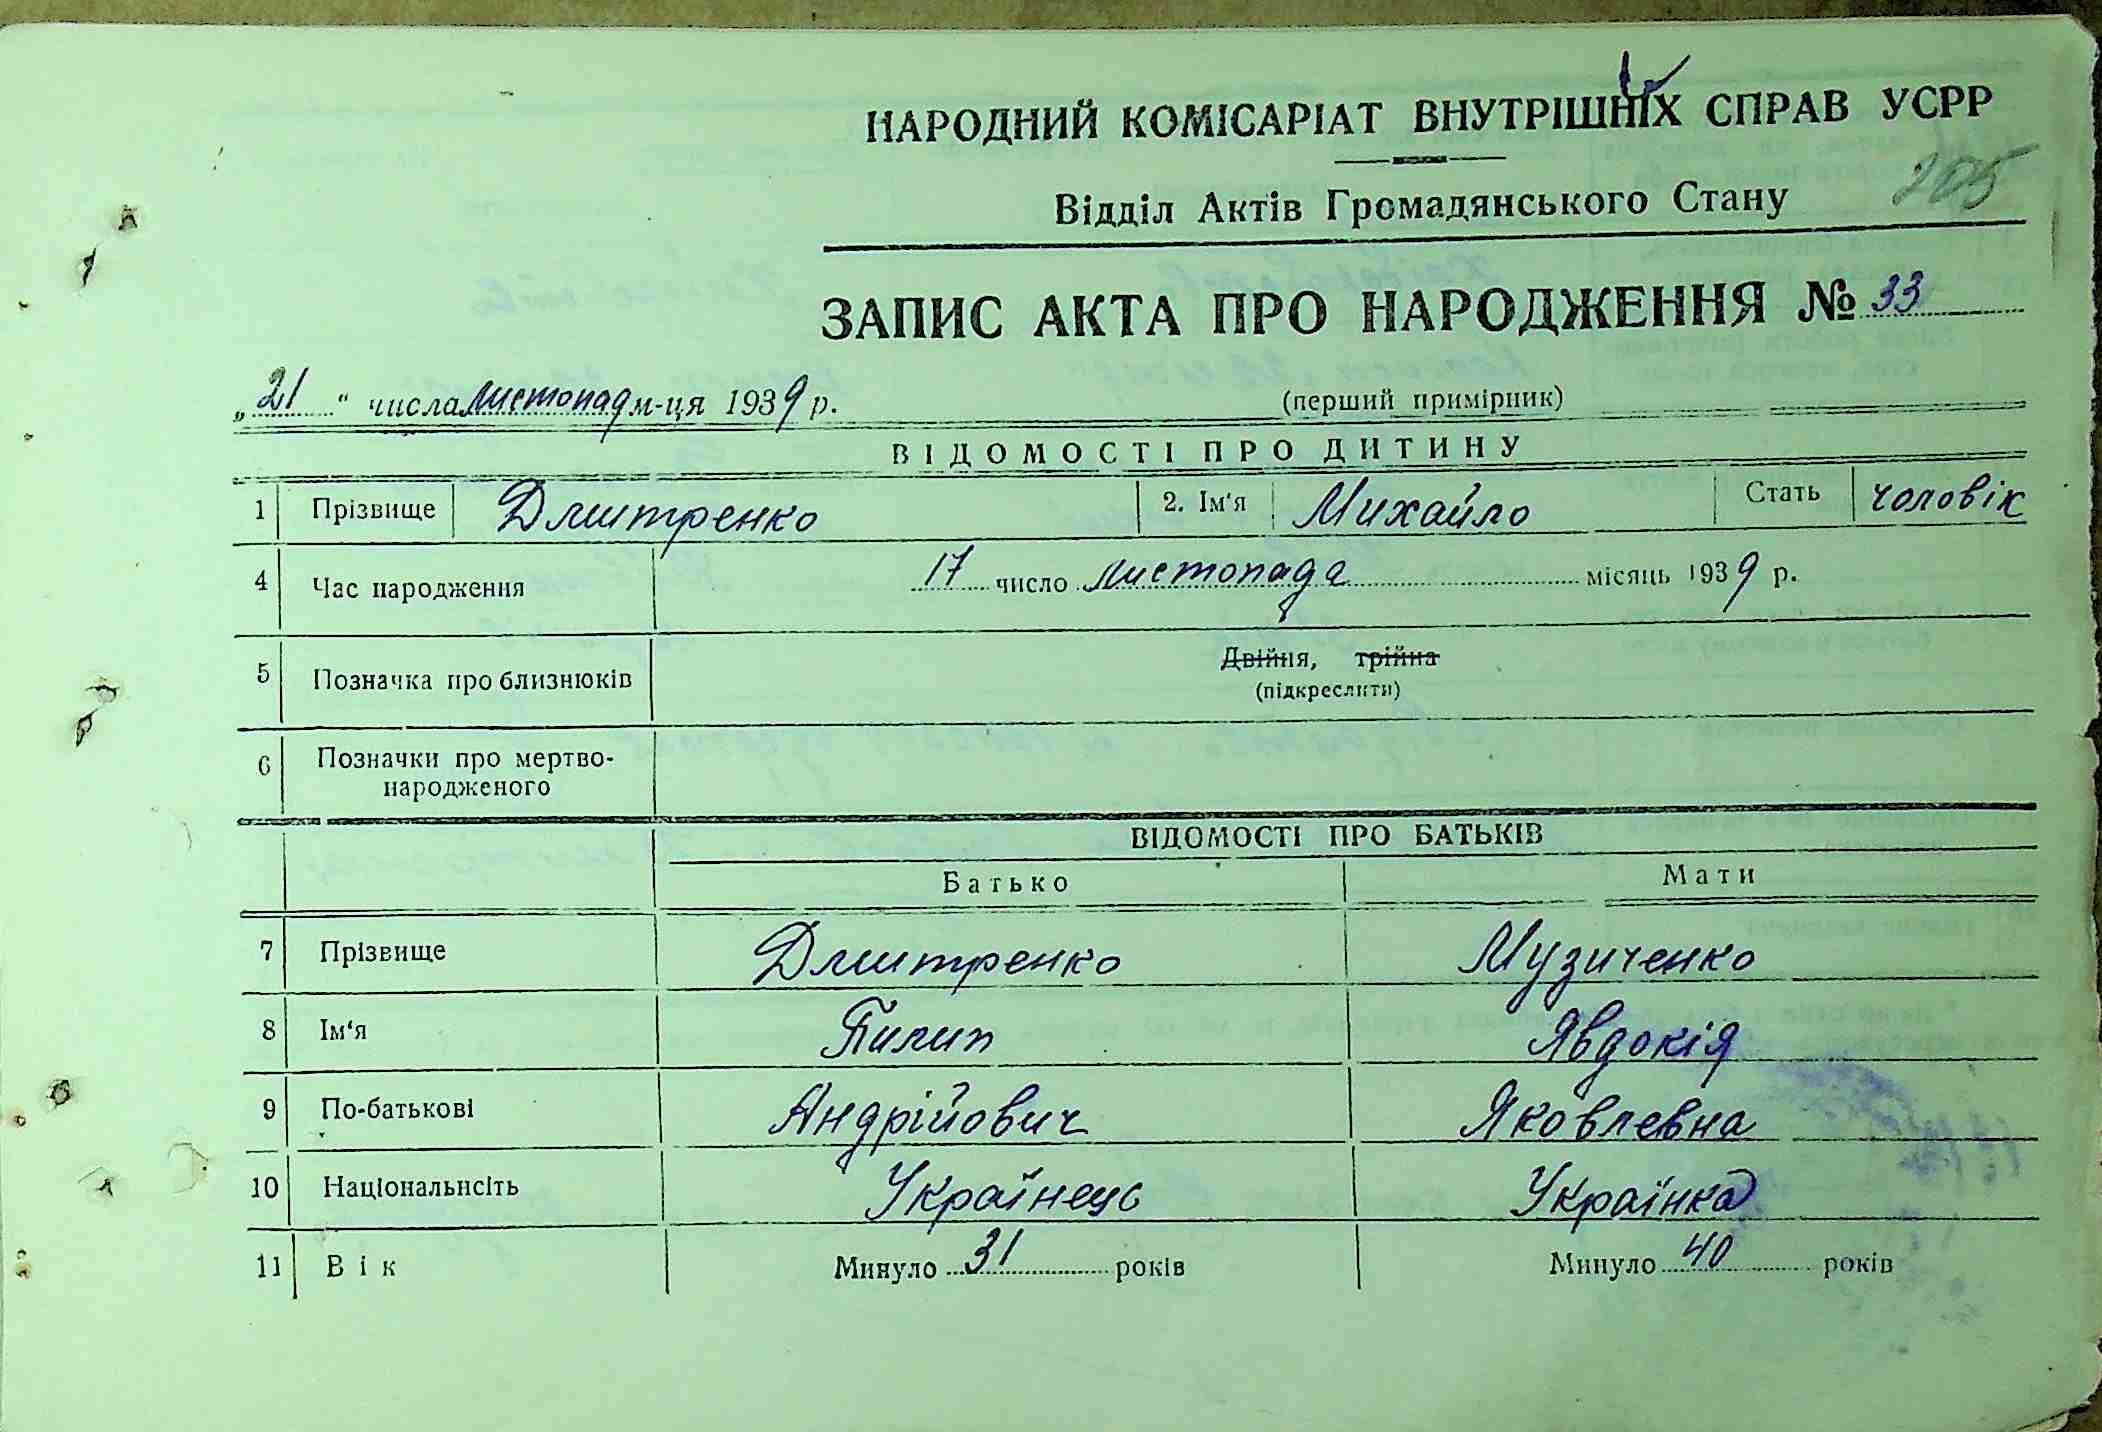 НАРОДНИЙ КОМІСАРІАТ ВНУТРІШНІХ СПРАВ УСРР
Відділ Актів Громадянського Стану 205
ЗАПИС АКТА ПРО НАРОДЖЕННЯ № 33
„21“ числа листопад м-ця 1939 р. (перший примірник)
ВІДОМОСТІ ПРО ДИТИНУ
1 Прізвище Дмитренко 2. Ім'я Михайло Стать чоловік
4 Час народження 17 число листопада місяць 1939 р.
5 Позначка про близнюків Двійня, трійна
(підкреслити)
6 Позначки про мертво-
народженого
ВІДОМОСТІ ПРО БАТЬКІВ
Батько Мати
7 Прізвище Дмитренко Музиченко
8 Ім'я Пилип Явдокія
9 По-батькові Андрійович Яковлевна
10 Національнсіть Українець Українка
11 Вік Минуло 31 років Минуло 40 років